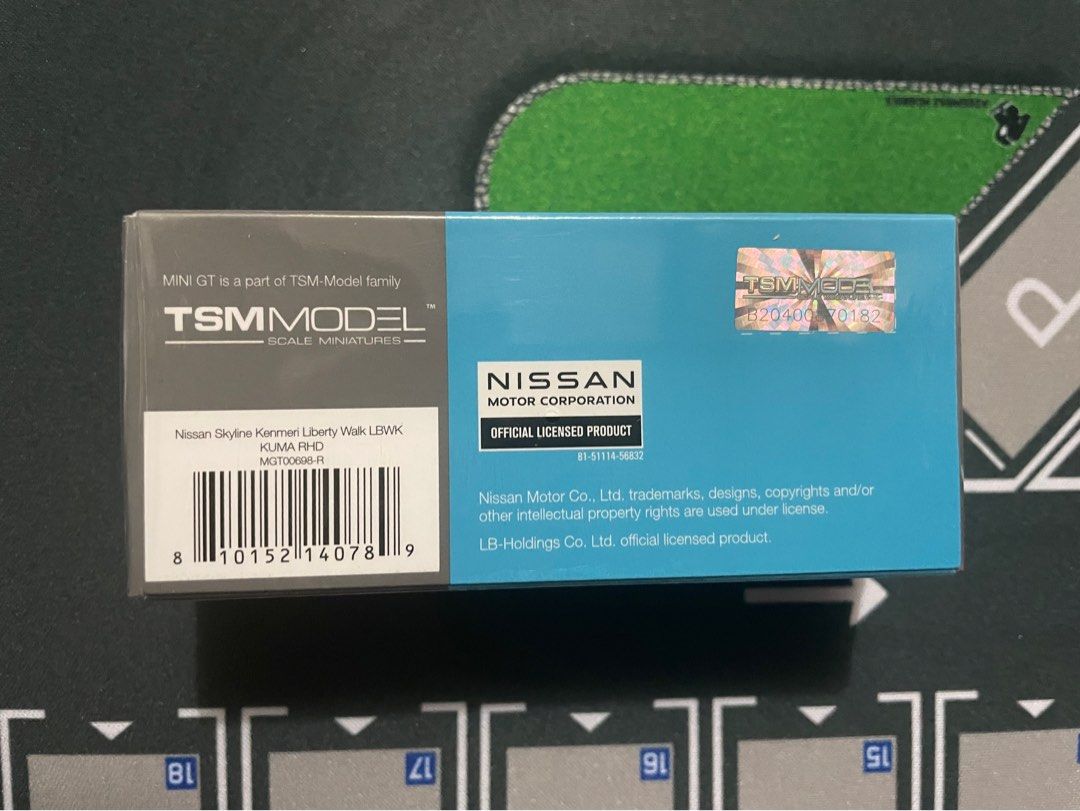 MINI GT is a part of TSM-Model family
TSMMODEL™
SCALE MINIATURES
Nissan Skyline Kenmeri Liberty Walk LBWK
KUMA RHD
MGT00698-R
8 10152 14078 9
TSMMODEL
NISSAN
MOTOR CORPORATION
OFFICIAL LICENSED PRODUCT
81-51114-56832
Nissan Motor Co., Ltd. trademarks, designs, copyrights and/or
other intellectual property rights are used under license.
LB-Holdings Co. Ltd. official licensed product.
P
18
17
16
15